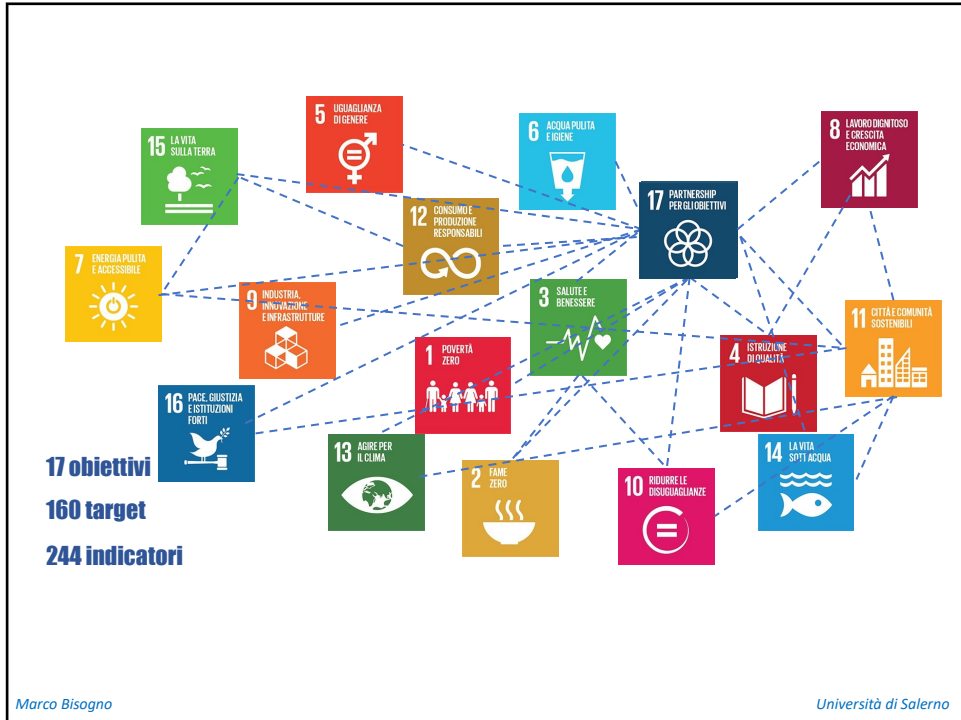 5 UGUAGLIANZA
DI GENERE
6 ACQUA PULITA
E IGIENE
8 LAVORO DIGNITOSO
E CRESCITA
ECONOMICA
15 LA VITA
SULLA TERRA
17 PARTNERSHIP
PER GLI OBIETTIVI
12 CONSUMO E
PRODUZIONE
RESPONSABILI
7 ENERGIA PULITA
E ACCESSIBILE
9 INDUSTRIA,
INNOVAZIONE
E INFRASTRUTTURE
3 SALUTE E
BENESSERE
11 CITTÀ E COMUNITÀ
SOSTENIBILI
1 POVERTÀ
ZERO
4 ISTRUZIONE
DI QUALITÀ
16 PACE, GIUSTIZIA
E ISTITUZIONI
FORTI
13 AGIRE PER
IL CLIMA
2 FAME
ZERO
10 RIDURRE LE
DISUGUAGLIANZE
14 LA VITA
SOTT'ACQUA
17 obiettivi
160 target
244 indicatori
Marco Bisogno
Università di Salerno